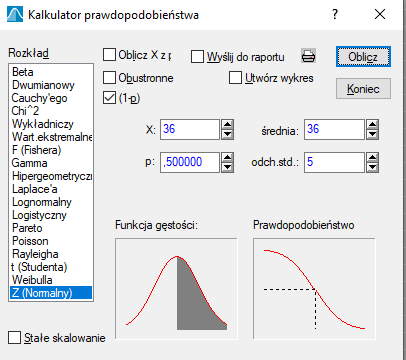 Kalkulator prawdopodobieństwa
?
Rozkład
Oblicz X z p
Wyślij do raportu
Oblicz
Beta
Dwumianowy
Cauchy'ego
Chi^2
Wykładniczy
Wart.ekstremalne
F (Fishera)
Gamma
Hipergeometryczn
Laplace'a
Lognormalny
Logistyczny
Pareto
Poisson
Rayleigha
t (Studenta)
Weibulla
Z (Normalny)
Obustronne
Utwórz wykres
Koniec
(1-p)
X: 36
średnia: 36
p: ,500000
odch.std.: 5
Funkcja gęstości:
Prawdopodobieństwo
Stałe skalowanie